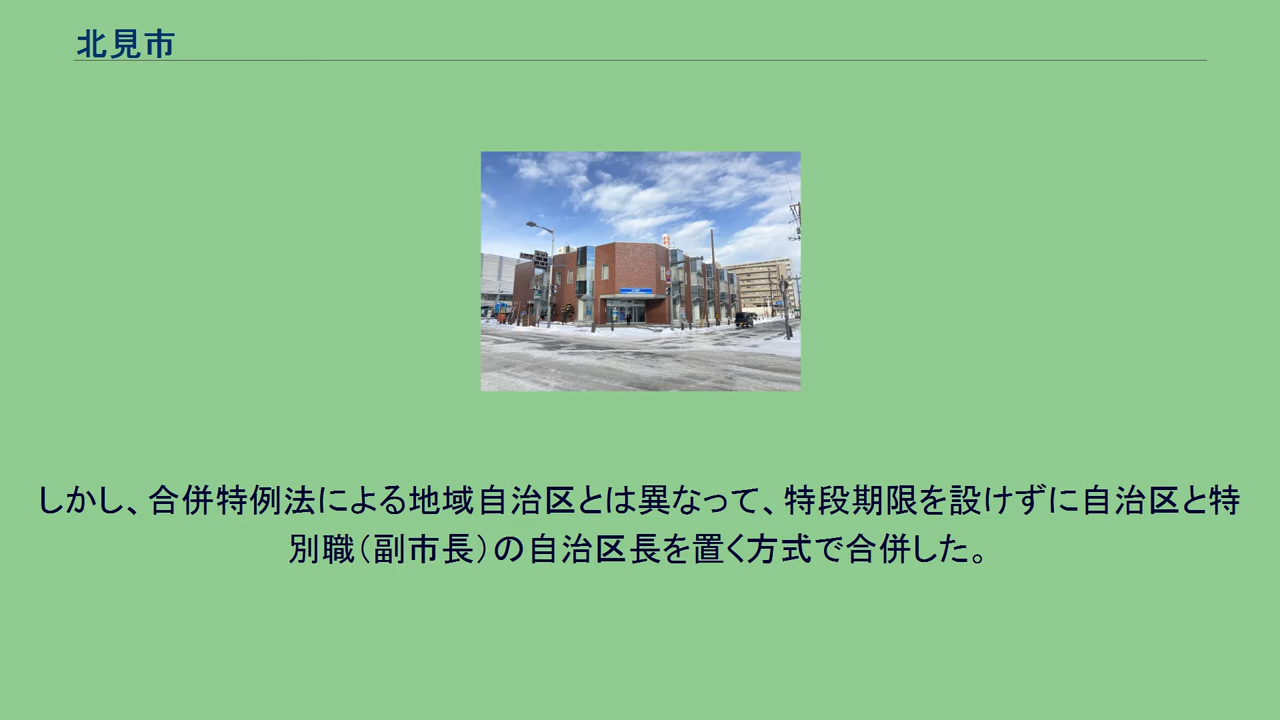 北見市
しかし、合併特例法による地域自治区とは異なって、特段期限を設けずに自治区と特
別職（副市長）の自治区長を置く方式で合併した。